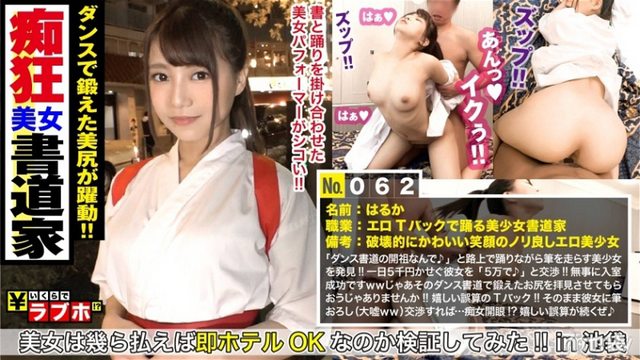 ダンスで鍛えた美尻が躍動!!
痴狂美女書道家
¥いくらでラブホ!?
書と踊りを掛け合わせた
美女パフォーマーがシコい!!
はぁ♥
はぁ♥
ズップ!!
あんっ♥
イクぅ!!
ズップ!!
No.062
名前：はるか
職業：エロTバックで踊る美少女書道家
備考：破壊的にかわいい笑顔のノリ良しエロ美少女
「ダンス書道の開祖なんで♪」と路上で踊りながら筆を走らす美少女
を発見!!一日5千円かせぐ彼女を「5万で♪」と交渉!!無事に入室
成功ですwwじゃあそのダンス書道で鍛えたお尻を拝見させてもら
おうじゃありませんか!!嬉しい誤算のTバック!!そのまま彼女に筆
おろし(大嘘ww)交渉すれば…痴女開眼!?嬉しい誤算が続くぜ♪
美女は幾ら払えば即ホテルOKなのか検証してみた!! in 池袋